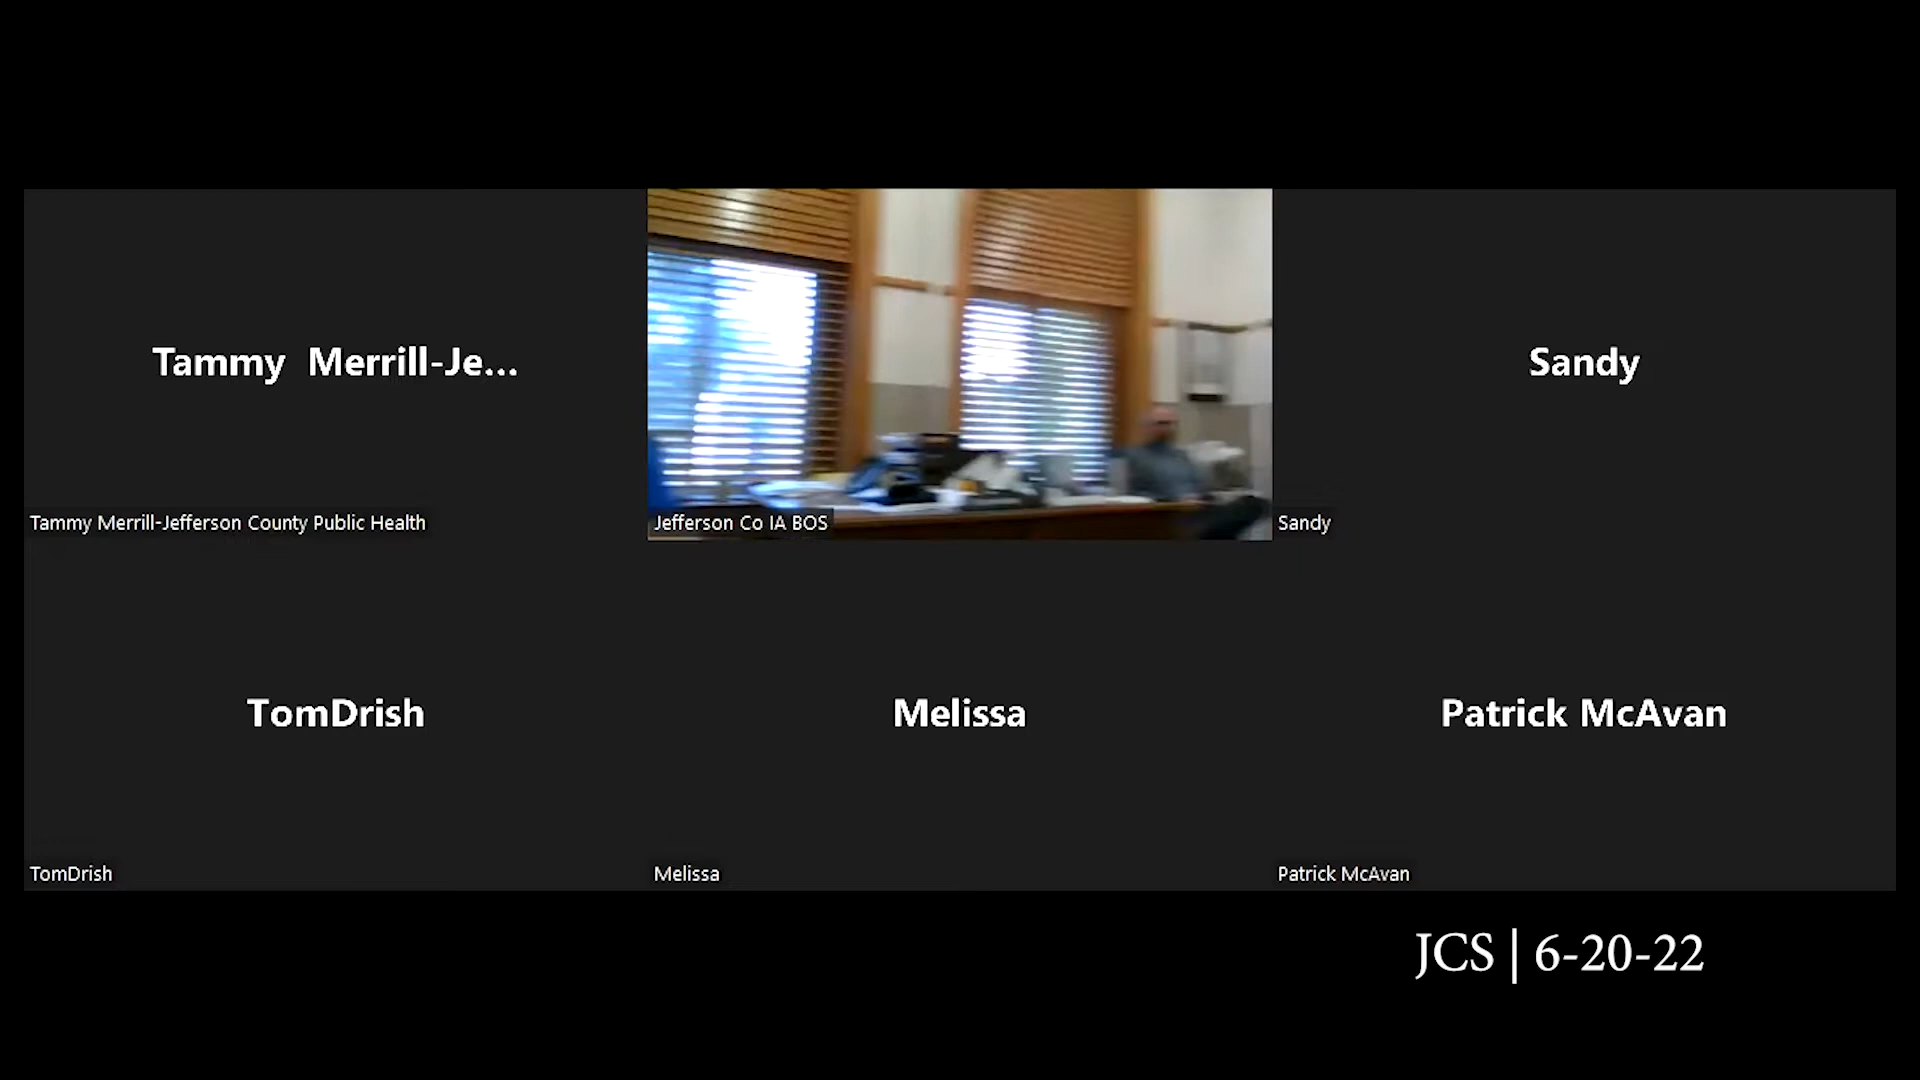 Tammy Merrill-Je...
Sandy
Tammy Merrill-Jefferson County Public Health
Jefferson Co IA BOS
Sandy
TomDrish
Melissa
Patrick McAvan
TomDrish
Melissa
Patrick McAvan
JCS | 6-20-22